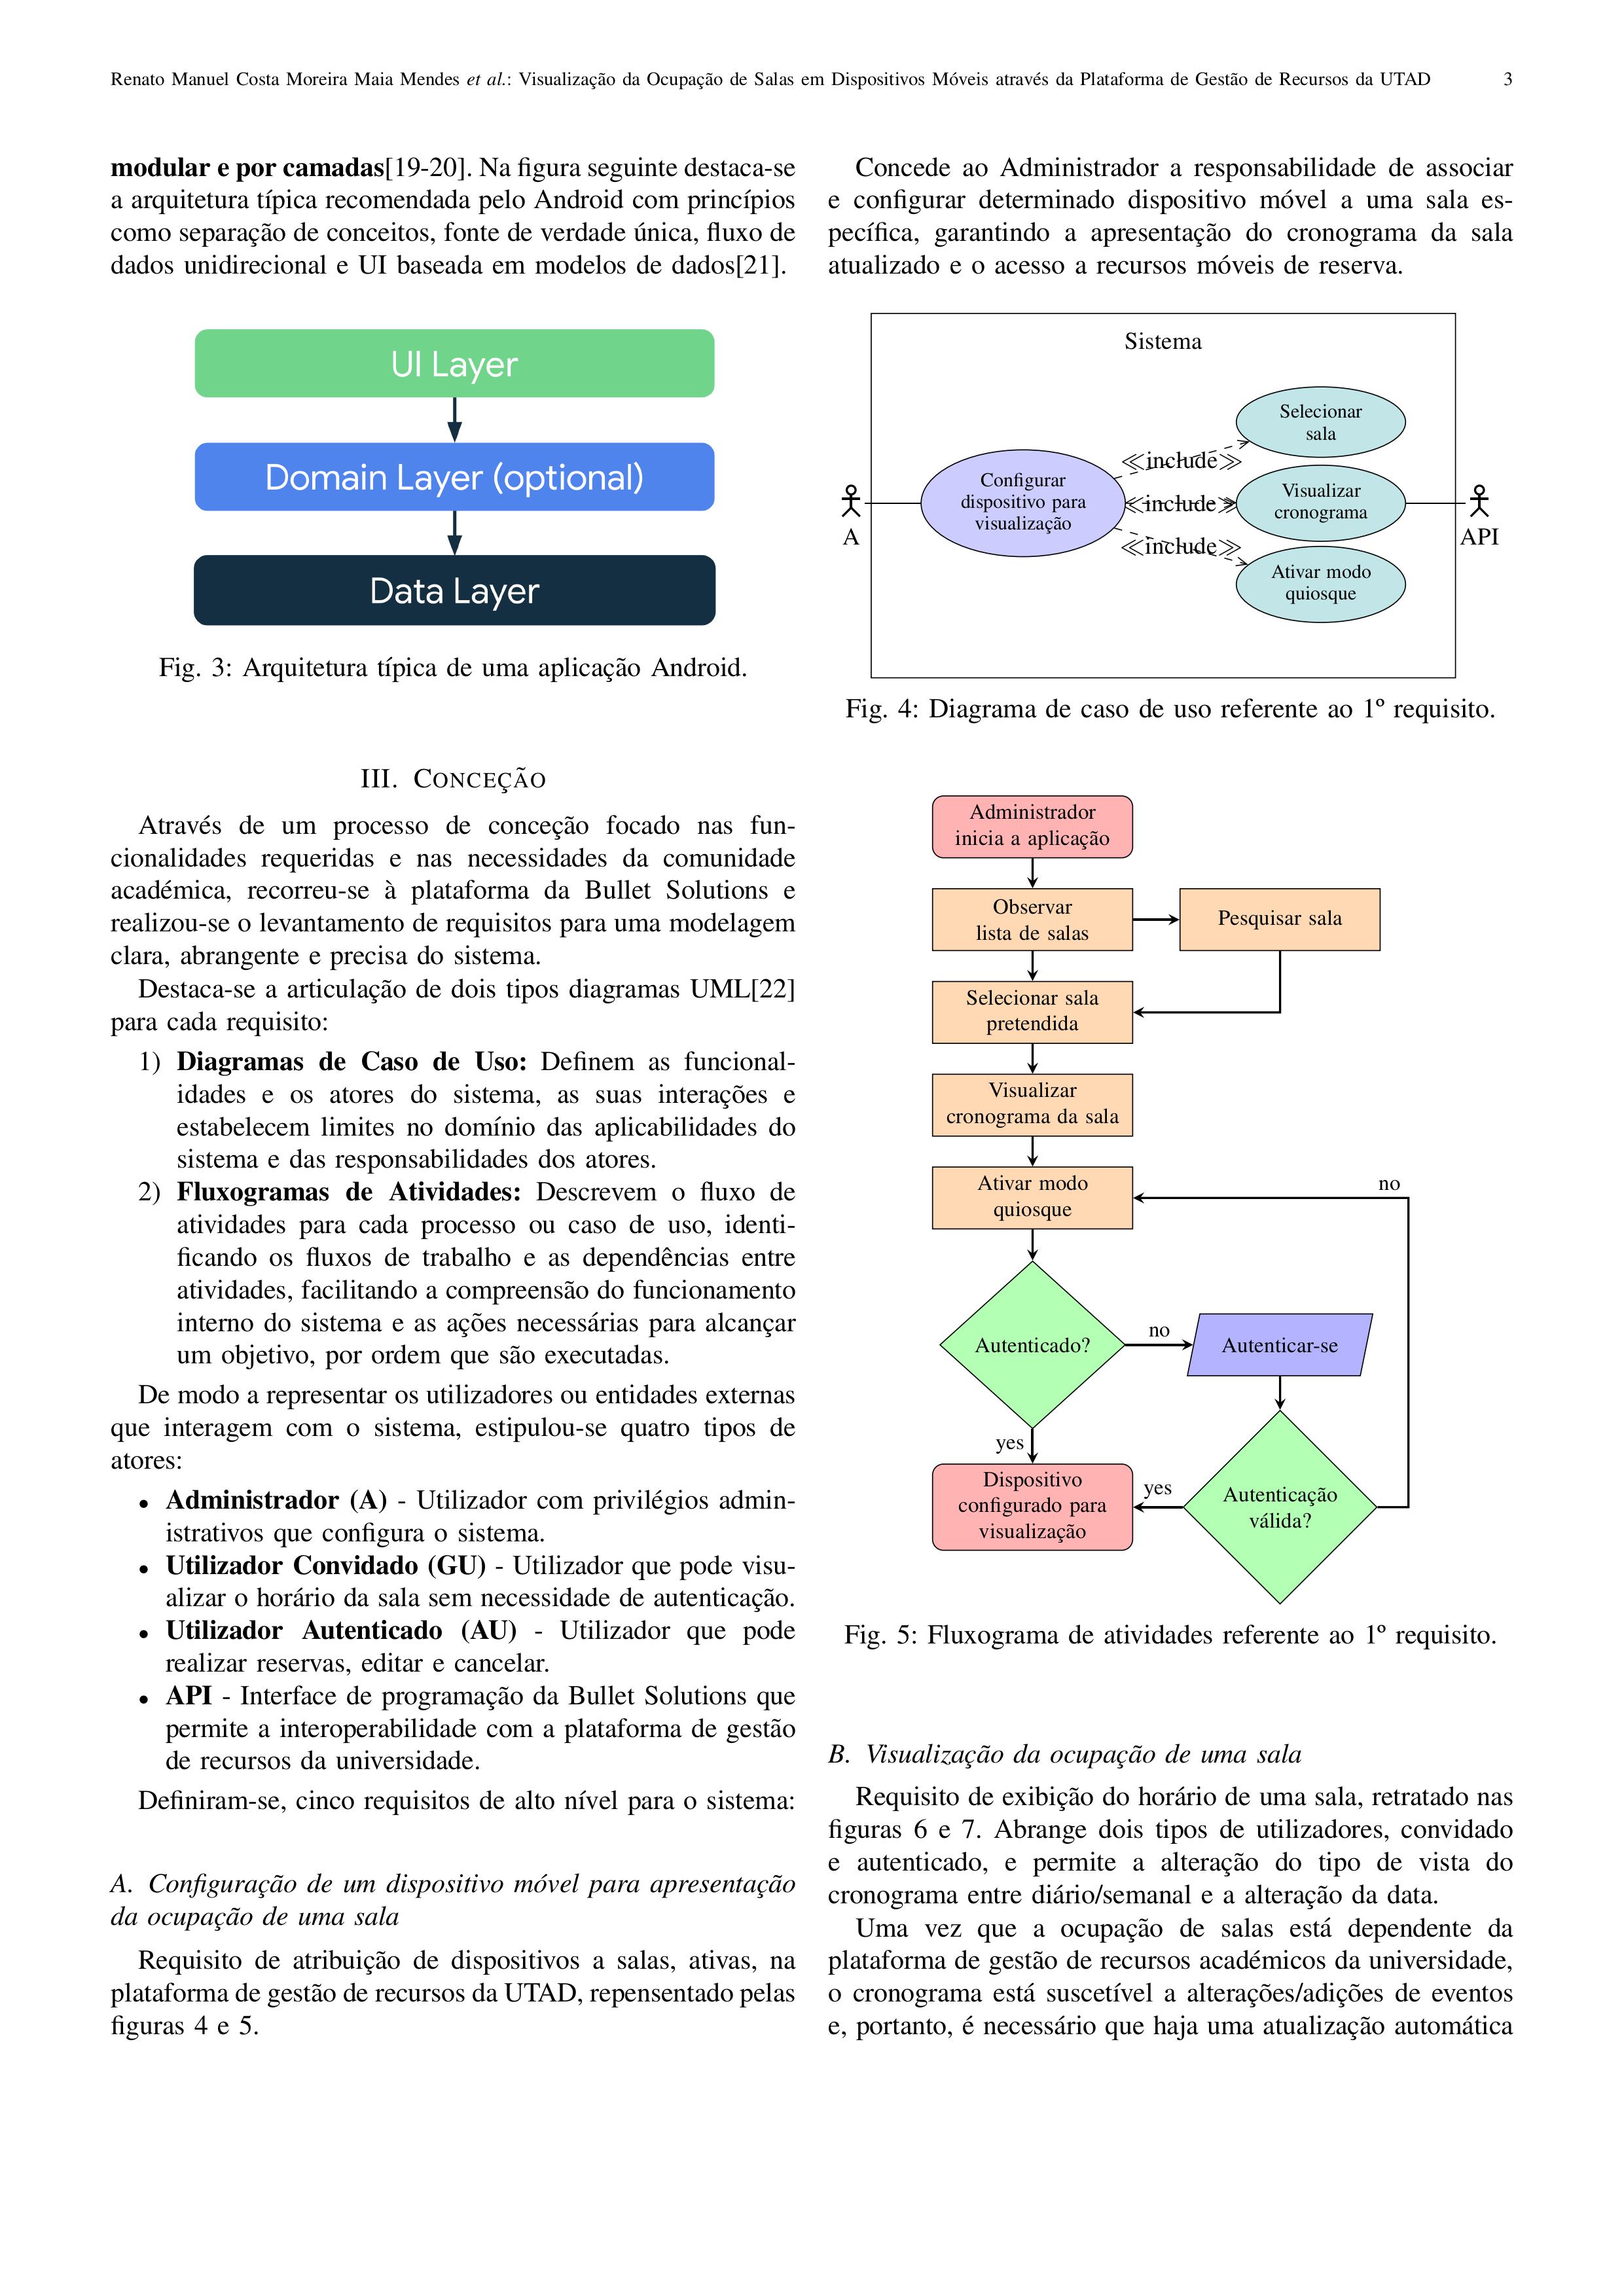 Renato Manuel Costa Moreira Maia Mendes et al.: Visualização da Ocupação de Salas em Dispositivos Móveis através da Plataforma de Gestão de Recursos da UTAD 3
modular e por camadas[19-20]. Na figura seguinte destaca-se
a arquitetura típica recomendada pelo Android com princípios
como separação de conceitos, fonte de verdade única, fluxo de
dados unidirecional e UI baseada em modelos de dados[21].
UI Layer
Domain Layer (optional)
Data Layer
Fig. 3: Arquitetura típica de uma aplicação Android.
III. Conceção
Através de um processo de conceção focado nas fun-
cionalidades requeridas e nas necessidades da comunidade
académica, recorreu-se à plataforma da Bullet Solutions e
realizou-se o levantamento de requisitos para uma modelagem
clara, abrangente e precisa do sistema.
Destaca-se a articulação de dois tipos diagramas UML[22]
para cada requisito:
1) Diagramas de Caso de Uso: Definem as funcional-
idades e os atores do sistema, as suas interações e
estabelecem limites no domínio das aplicabilidades do
sistema e das responsabilidades dos atores.
2) Fluxogramas de Atividades: Descrevem o fluxo de
atividades para cada processo ou caso de uso, identi-
ficando os fluxos de trabalho e as dependências entre
atividades, facilitando a compreensão do funcionamento
interno do sistema e as ações necessárias para alcançar
um objetivo, por ordem que são executadas.
De modo a representar os utilizadores ou entidades externas
que interagem com o sistema, estipulou-se quatro tipos de
atores:
• Administrador (A) - Utilizador com privilégios admin-
istrativos que configura o sistema.
• Utilizador Convidado (GU) - Utilizador que pode visu-
alizar o horário da sala sem necessidade de autenticação.
• Utilizador Autenticado (AU) - Utilizador que pode
realizar reservas, editar e cancelar.
• API - Interface de programação da Bullet Solutions que
permite a interoperabilidade com a plataforma de gestão
de recursos da universidade.
Definiram-se, cinco requisitos de alto nível para o sistema:
A. Configuração de um dispositivo móvel para apresentação
da ocupação de uma sala
Requisito de atribuição de dispositivos a salas, ativas, na
plataforma de gestão de recursos da UTAD, repensentado pelas
figuras 4 e 5.
Concede ao Administrador a responsabilidade de associar
e configurar determinado dispositivo móvel a uma sala es-
pecífica, garantindo a apresentação do cronograma da sala
atualizado e o acesso a recursos móveis de reserva.
Sistema
Selecionar
sala
≪include≫
Configurar
dispositivo para
visualização
≪include≫
Visualizar
cronograma
A
API
≪include≫
Ativar modo
quiosque
Fig. 4: Diagrama de caso de uso referente ao 1º requisito.
Administrador
inicia a aplicação
Observar
lista de salas
Pesquisar sala
Selecionar sala
pretendida
Visualizar
cronograma da sala
Ativar modo
quiosque
no
Autenticado?
no
Autenticar-se
yes
Dispositivo
configurado para
visualização
yes
Autenticação
válida?
Fig. 5: Fluxograma de atividades referente ao 1º requisito.
B. Visualização da ocupação de uma sala
Requisito de exibição do horário de uma sala, retratado nas
figuras 6 e 7. Abrange dois tipos de utilizadores, convidado
e autenticado, e permite a alteração do tipo de vista do
cronograma entre diário/semanal e a alteração da data.
Uma vez que a ocupação de salas está dependente da
plataforma de gestão de recursos académicos da universidade,
o cronograma está suscetível a alterações/adições de eventos
e, portanto, é necessário que haja uma atualização automática